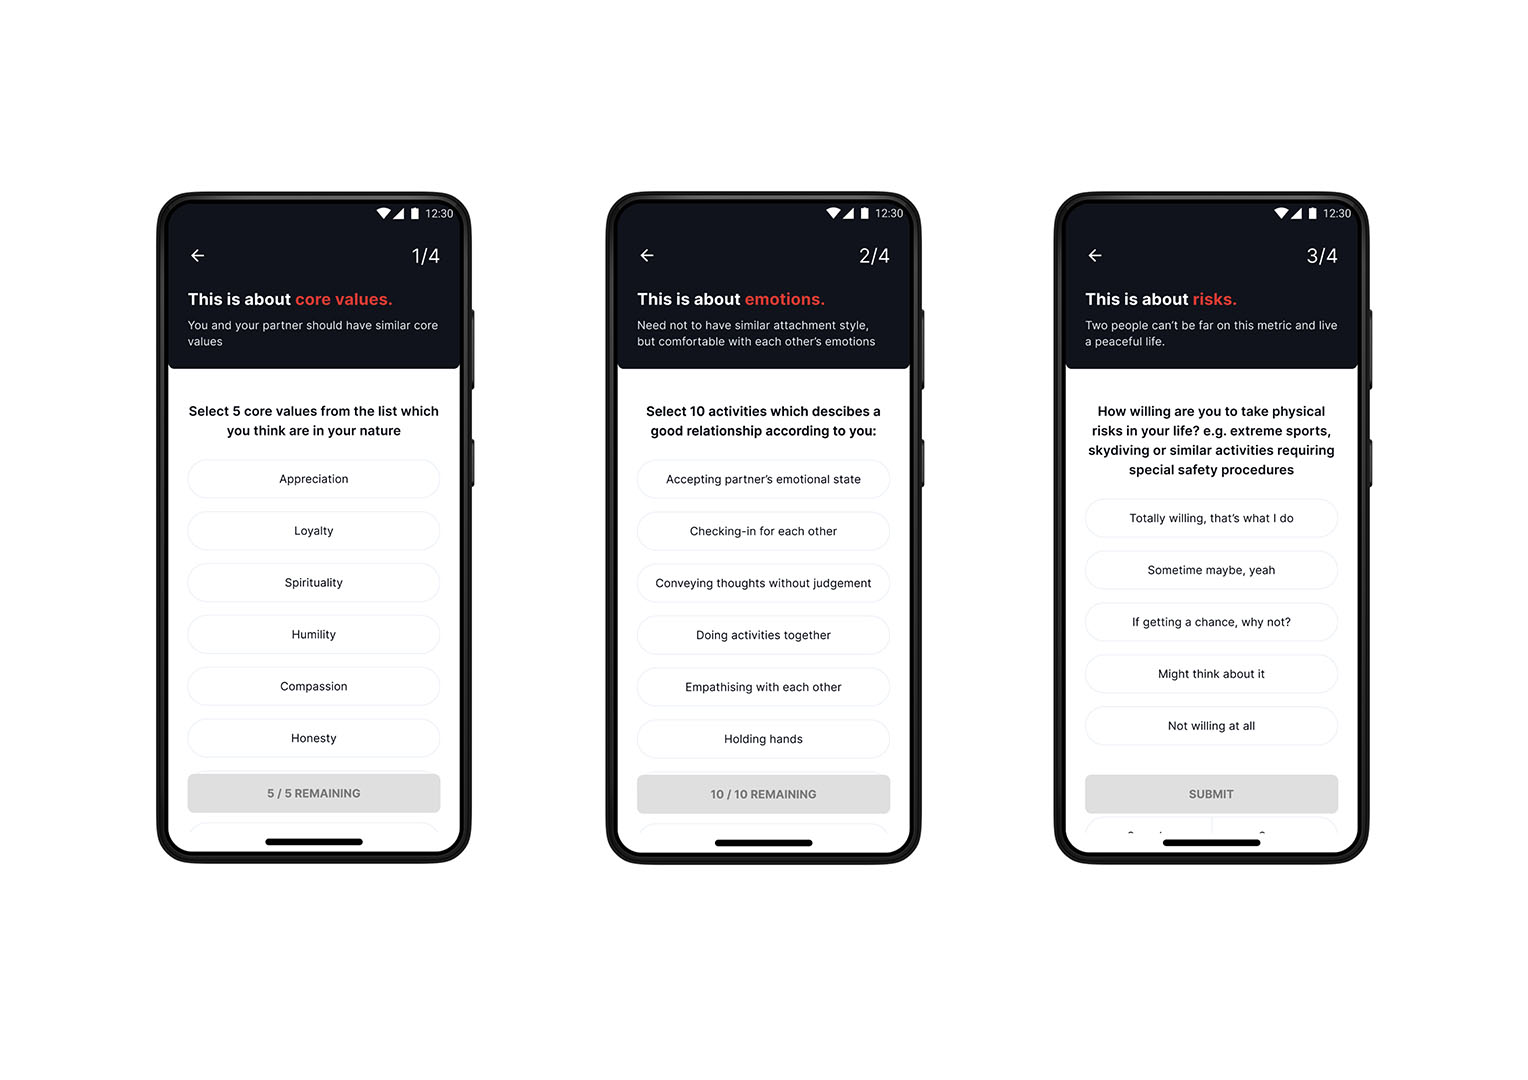 12:30
1/4
This is about core values.
You and your partner should have similar core
values
Select 5 core values from the list which
you think are in your nature
Appreciation
Loyalty
Spirituality
Humility
Compassion
Honesty
5 / 5 REMAINING
12:30
2/4
This is about emotions.
Need not to have similar attachment style,
but comfortable with each other's emotions
Select 10 activities which descibes a
good relationship according to you:
Accepting partner's emotional state
Checking-in for each other
Conveying thoughts without judgement
Doing activities together
Empathising with each other
Holding hands
10 / 10 REMAINING
12:30
3/4
This is about risks.
Two people can't be far on this metric and live
a peaceful life.
How willing are you to take physical
risks in your life? e.g. extreme sports,
skydiving or similar activities requiring
special safety procedures
Totally willing, that's what I do
Sometime maybe, yeah
If getting a chance, why not?
Might think about it
Not willing at all
SUBMIT